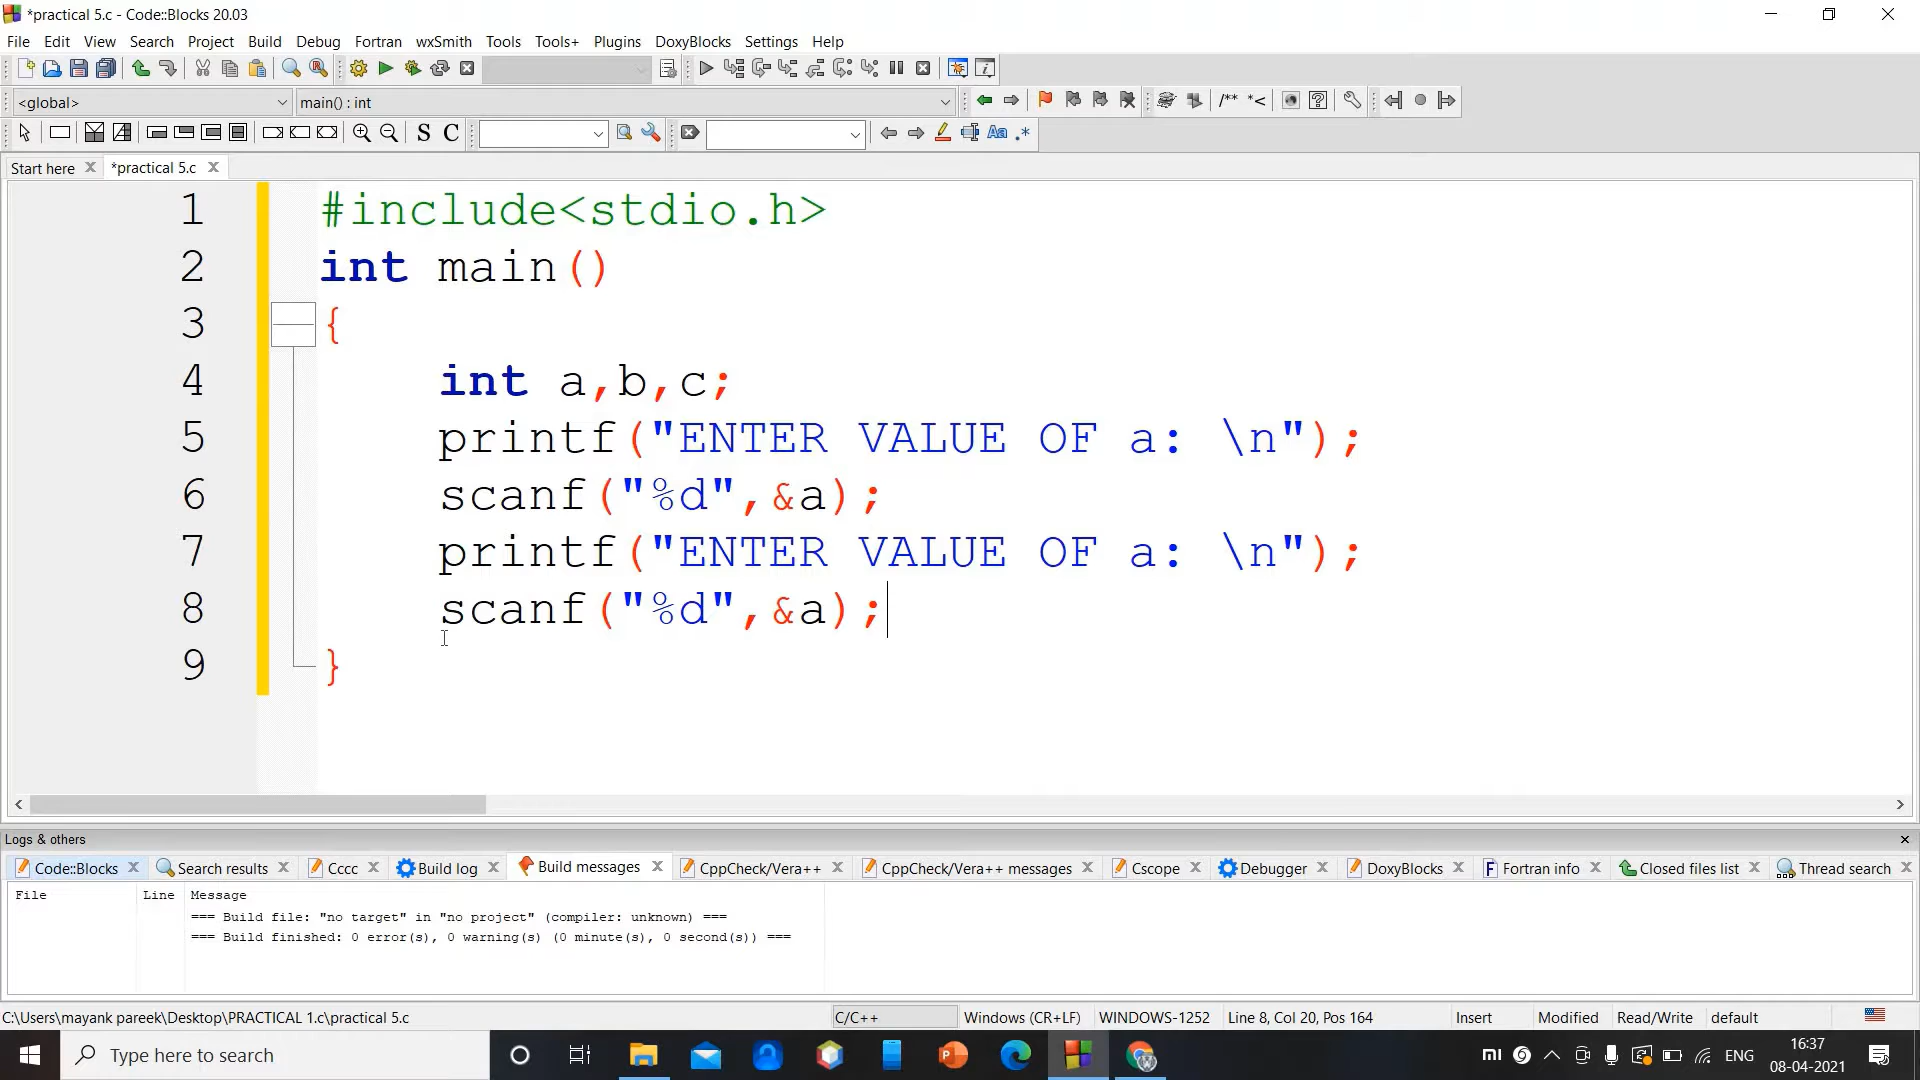 *practical 5.c - Code::Blocks 20.03
File Edit View Search Project Build Debug Fortran wxSmith Tools Tools+ Plugins DoxyBlocks Settings Help
<global> main() : int
/** *<
S C Aa .*
Start here *practical 5.c
1 #include<stdio.h>
2 int main()
3 {
4 int a,b,c;
5 printf("ENTER VALUE OF a: \n");
6 scanf("%d",&a);
7 printf("ENTER VALUE OF a: \n");
8 scanf("%d",&a);
9 }
Logs & others
Code::Blocks Search results Cccc Build log Build messages CppCheck/Vera++ CppCheck/Vera++ messages Cscope Debugger DoxyBlocks Fortran info Closed files list Thread search
File Line Message
=== Build file: "no target" in "no project" (compiler: unknown) ===
=== Build finished: 0 error(s), 0 warning(s) (0 minute(s), 0 second(s)) ===
C:\Users\mayank pareek\Desktop\PRACTICAL 1.c\practical 5.c C/C++ Windows (CR+LF) WINDOWS-1252 Line 8, Col 20, Pos 164 Insert Modified Read/Write default
Type here to search
ENG
16:37
08-04-2021